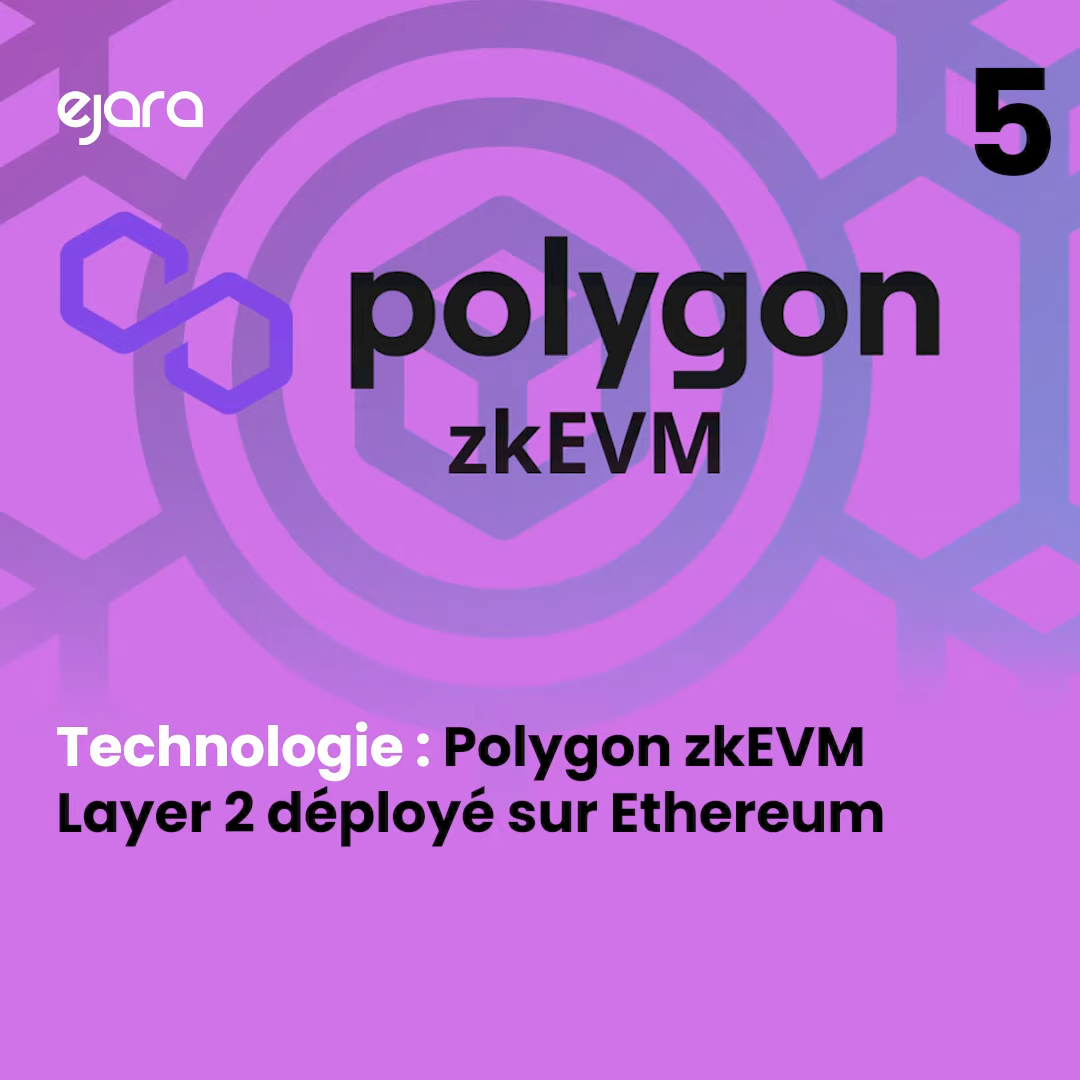 ejara
5
polygon
zkEVM
Technologie : Polygon zkEVM
Layer 2 déployé sur Ethereum